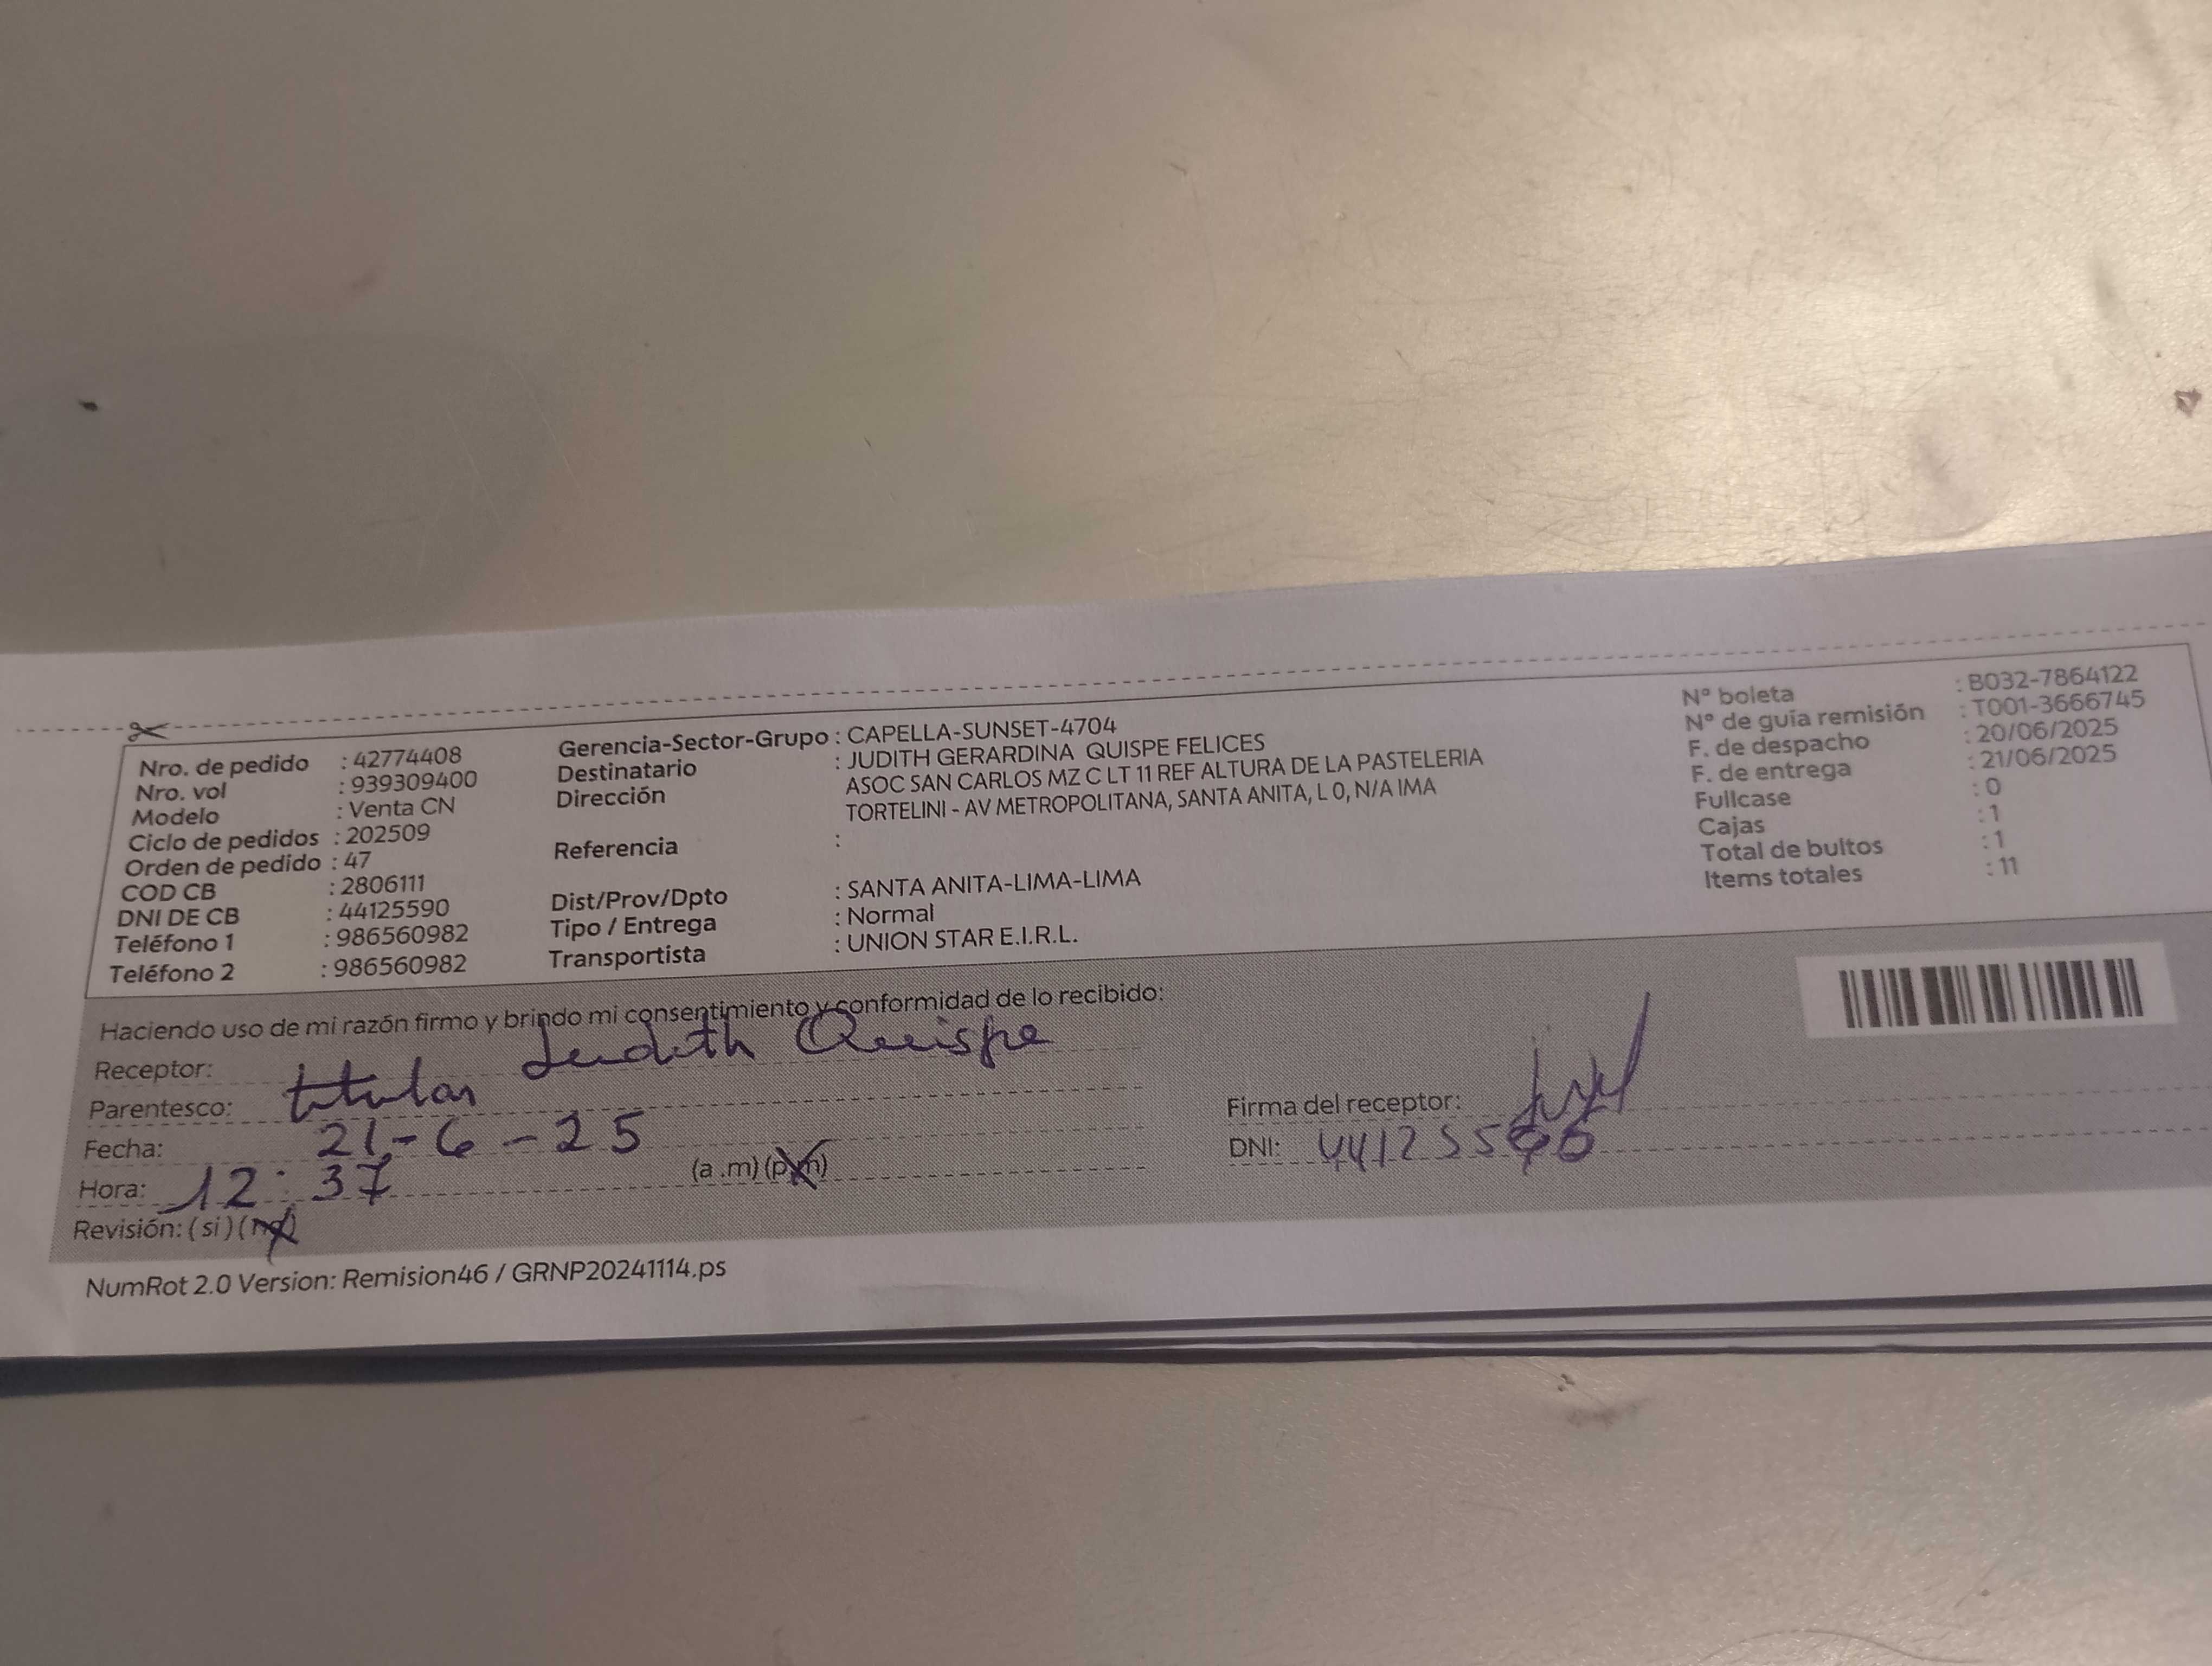 Nro. de pedido : 42774408
Nro. vol : 939309400
Modelo : Venta CN
Ciclo de pedidos : 202509
Orden de pedido : 47
COD CB : 2806111
DNI DE CB : 44125590
Teléfono 1 : 986560982
Teléfono 2 : 986560982
Gerencia-Sector-Grupo : CAPELLA-SUNSET-4704
Destinatario : JUDITH GERARDINA QUISPE FELICES
Dirección ASOC SAN CARLOS MZ C LT 11 REF ALTURA DE LA PASTELERIA
TORTELINI - AV METROPOLITANA, SANTA ANITA, L 0, N/A IMA
Referencia :
Dist/Prov/Dpto : SANTA ANITA-LIMA-LIMA
Tipo / Entrega : Normal
Transportista : UNION STAR E.I.R.L.
N° boleta : B032-7864122
N° de guía remisión : T001-3666745
F. de despacho : 20/06/2025
F. de entrega : 21/06/2025
Fullcase : 0
Cajas : 1
Total de bultos : 1
Items totales : 11
Haciendo uso de mi razón firmo y brindo mi consentimiento y conformidad de lo recibido:
Receptor: Judith Quispe
Parentesco: titular
Fecha: 21-6-25
Hora: 12:37 (a .m) (p.m)
Revisión: (si) (no)
Firma del receptor:
DNI: 44125590
NumRot 2.0 Version: Remision46 / GRNP20241114.ps